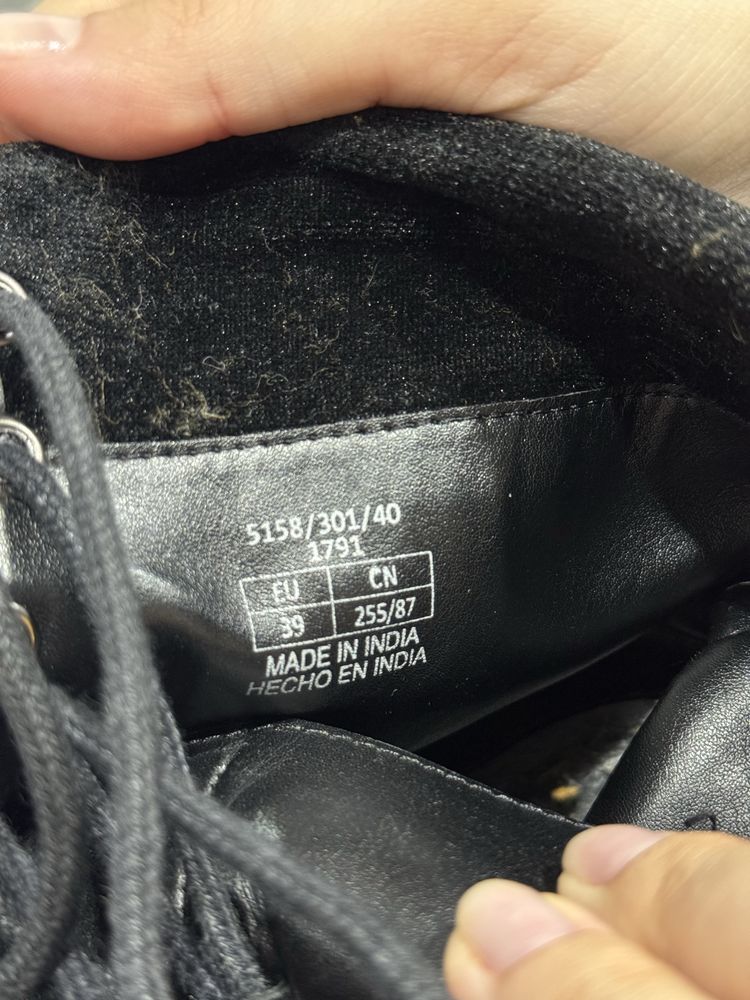 5158/301/40
1791
EU CN
39 255/87
MADE IN INDIA
HECHO EN INDIA